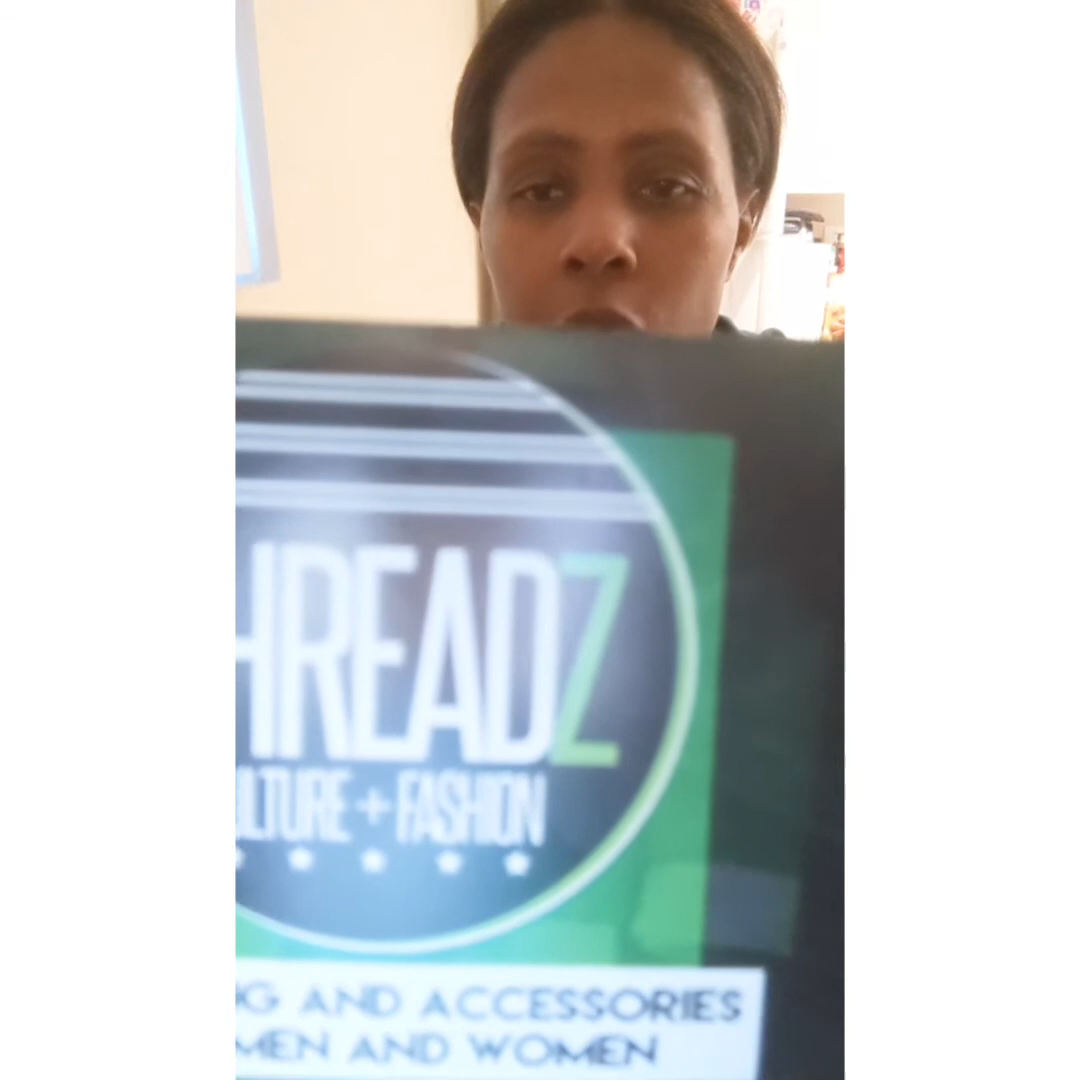 HREADZ
ULTURE + FASHION
G AND ACCESSORIES
MEN AND WOMEN